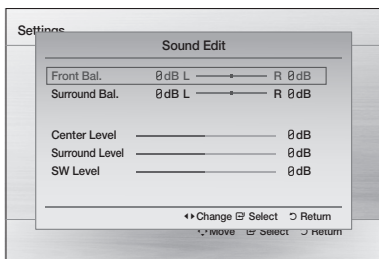 Settings
Sound Edit
Front Bal. 0dB L R 0dB
Surround Bal. 0dB L R 0dB
Center Level 0dB
Surround Level 0dB
SW Level 0dB
Change Select Return
Move Select Return